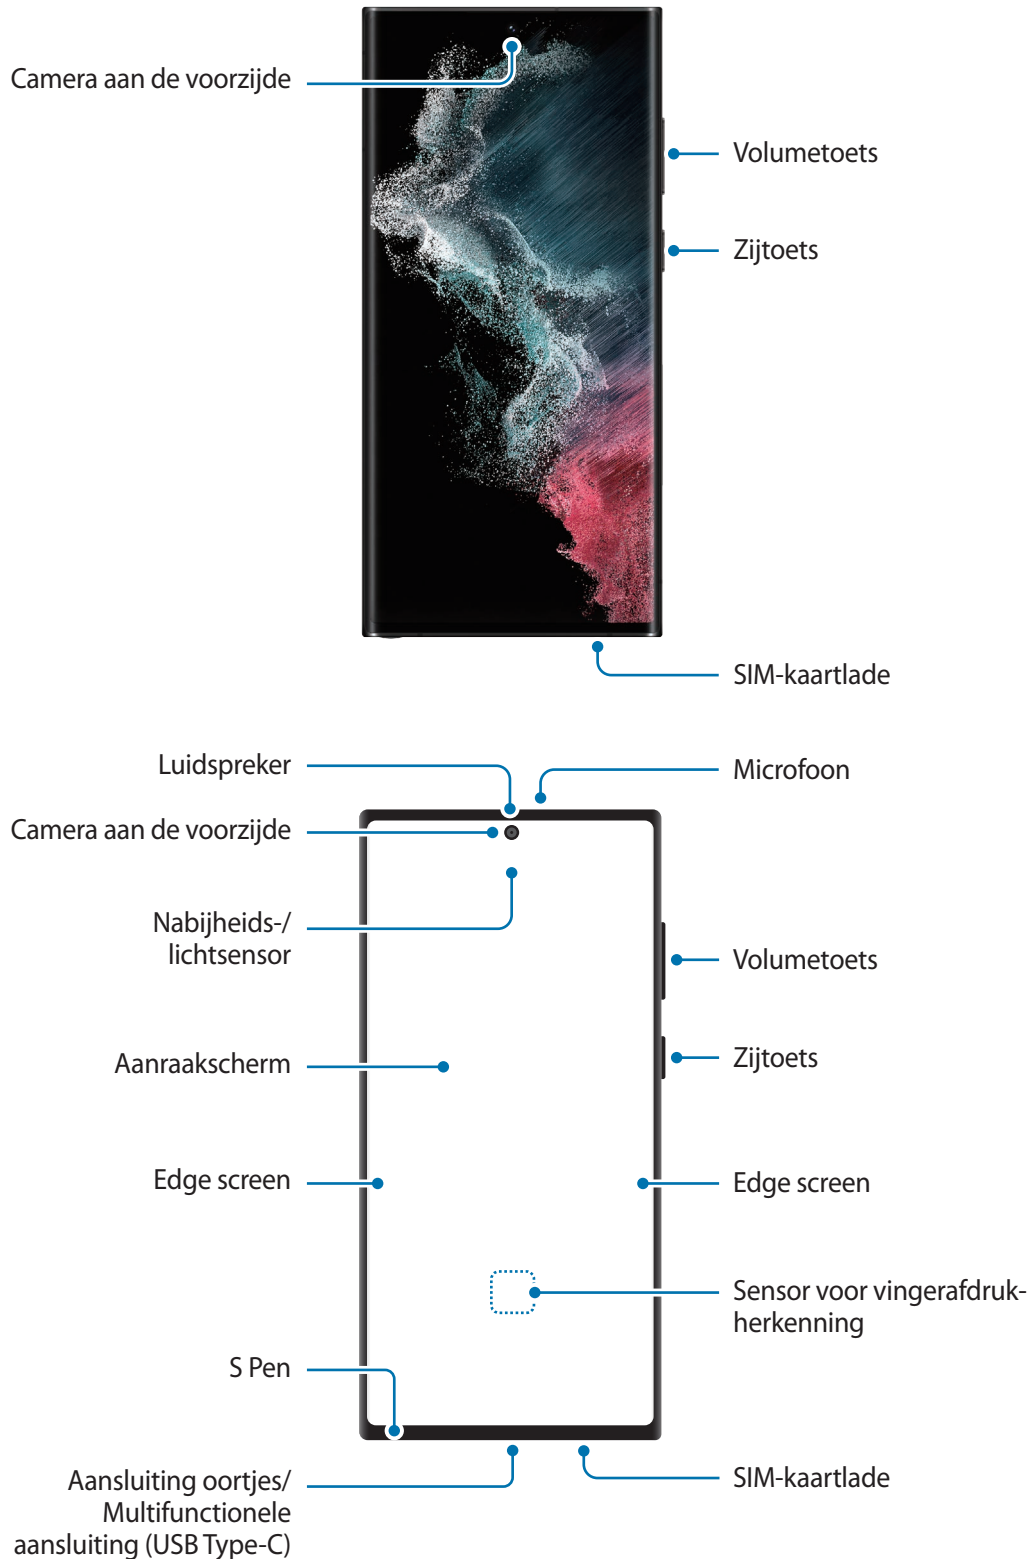 Camera aan de voorzijde
Volumetoets
Zijtoets
SIM-kaartlade
Luidspreker
Microfoon
Camera aan de voorzijde
Nabijheids-/
lichtsensor
Volumetoets
Aanraakscherm
Zijtoets
Edge screen
Edge screen
Sensor voor vingerafdruk-
herkenning
S Pen
Aansluiting oortjes/
Multifunctionele
aansluiting (USB Type-C)
SIM-kaartlade